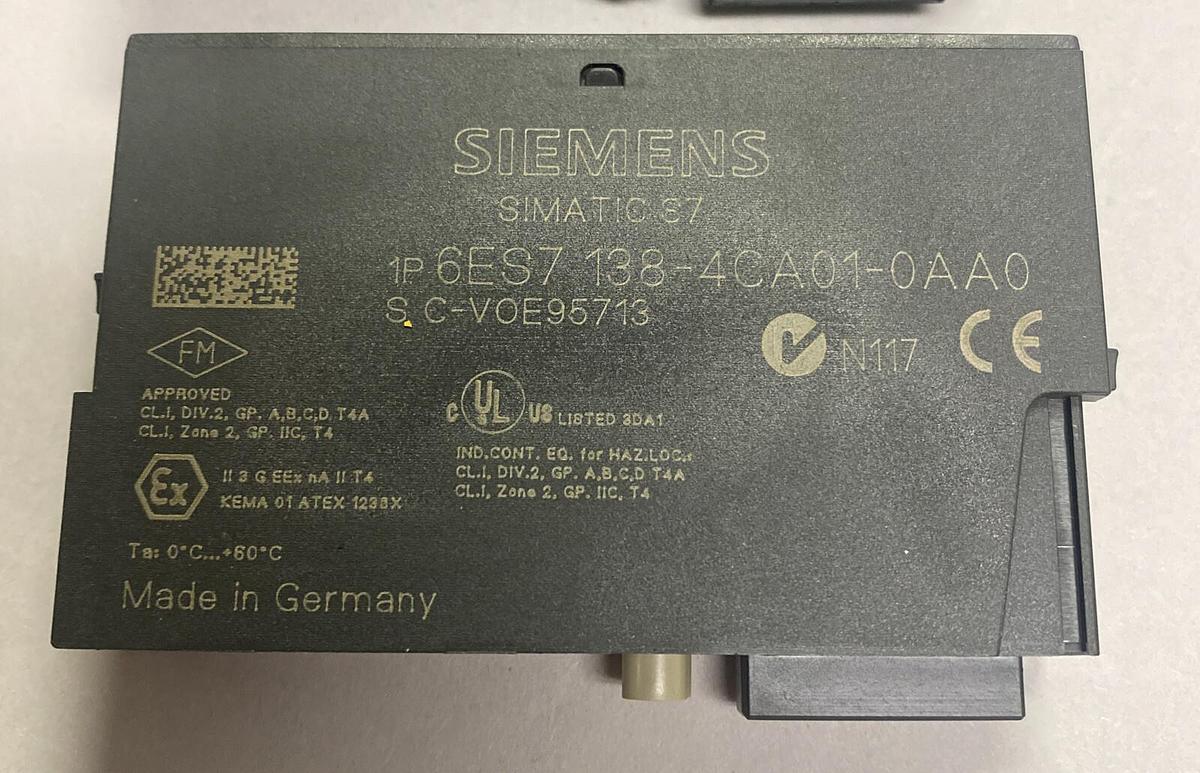 SIEMENS
SIMATIC S7
1P 6ES7 138-4CA01-0AA0
S C-V0E95713
N117 CE
FM
APPROVED
CL.I, DIV.2, GP. A,B,C,D T4A
CL.I, Zone 2, GP. IIC, T4
C UL US LISTED 3DA1
IND.CONT. EQ. for HAZ.LOC.:
CL.I, DIV.2, GP. A,B,C,D T4A
CL.I, Zone 2, GP. IIC, T4
Ex II 3 G EEx nA II T4
KEMA 01 ATEX 1238X
Ta: 0°C...+60°C
Made in Germany